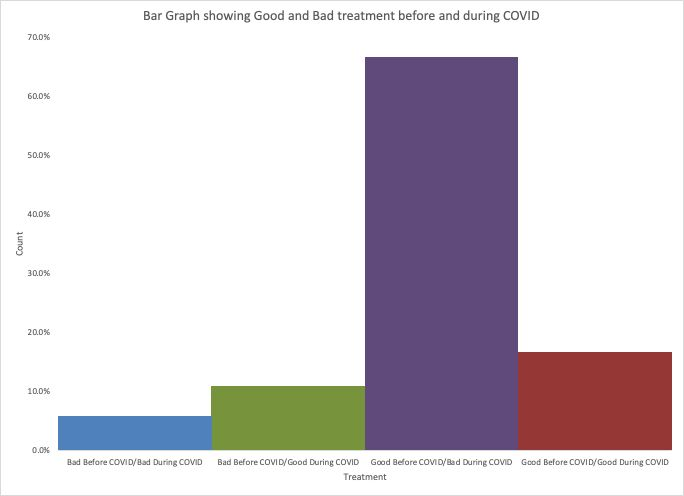 Bar Graph showing Good and Bad treatment before and during COVID
70.0%
60.0%
50.0%
40.0%
30.0%
20.0%
10.0%
0.0%
Count
Bad Before COVID/Bad During COVID
Bad Before COVID/Good During COVID
Good Before COVID/Bad During COVID
Good Before COVID/Good During COVID
Treatment